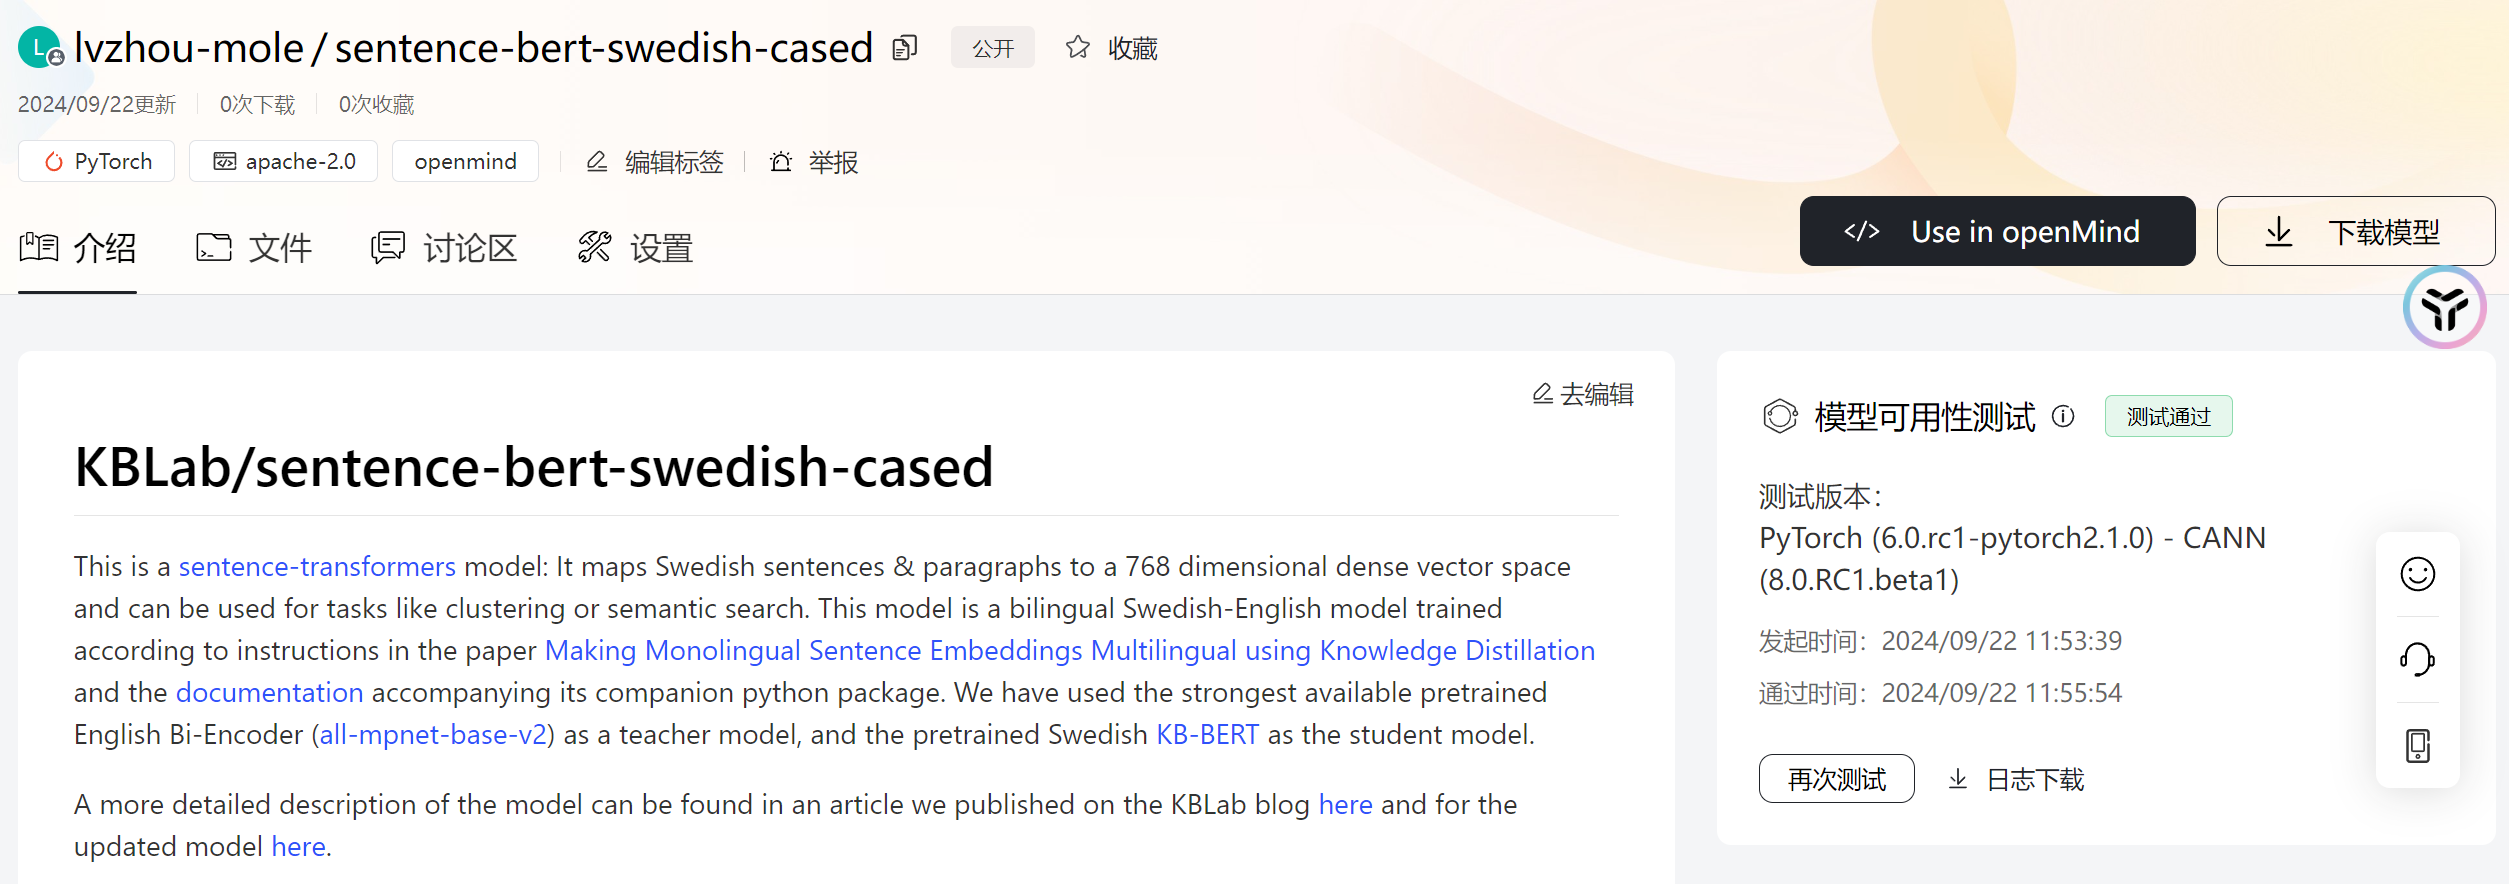 L lvzhou-mole / sentence-bert-swedish-cased 公开 收藏
2024/09/22更新 0次下载 0次收藏
PyTorch apache-2.0 openmind 编辑标签 举报
介绍 文件 讨论区 设置
</> Use in openMind 下载模型
去编辑
KBLab/sentence-bert-swedish-cased
This is a sentence-transformers model: It maps Swedish sentences & paragraphs to a 768 dimensional dense vector space
and can be used for tasks like clustering or semantic search. This model is a bilingual Swedish-English model trained
according to instructions in the paper Making Monolingual Sentence Embeddings Multilingual using Knowledge Distillation
and the documentation accompanying its companion python package. We have used the strongest available pretrained
English Bi-Encoder (all-mpnet-base-v2) as a teacher model, and the pretrained Swedish KB-BERT as the student model.
A more detailed description of the model can be found in an article we published on the KBLab blog here and for the
updated model here.
模型可用性测试 测试通过
测试版本：
PyTorch (6.0.rc1-pytorch2.1.0) - CANN
(8.0.RC1.beta1)
发起时间：2024/09/22 11:53:39
通过时间：2024/09/22 11:55:54
再次测试 日志下载